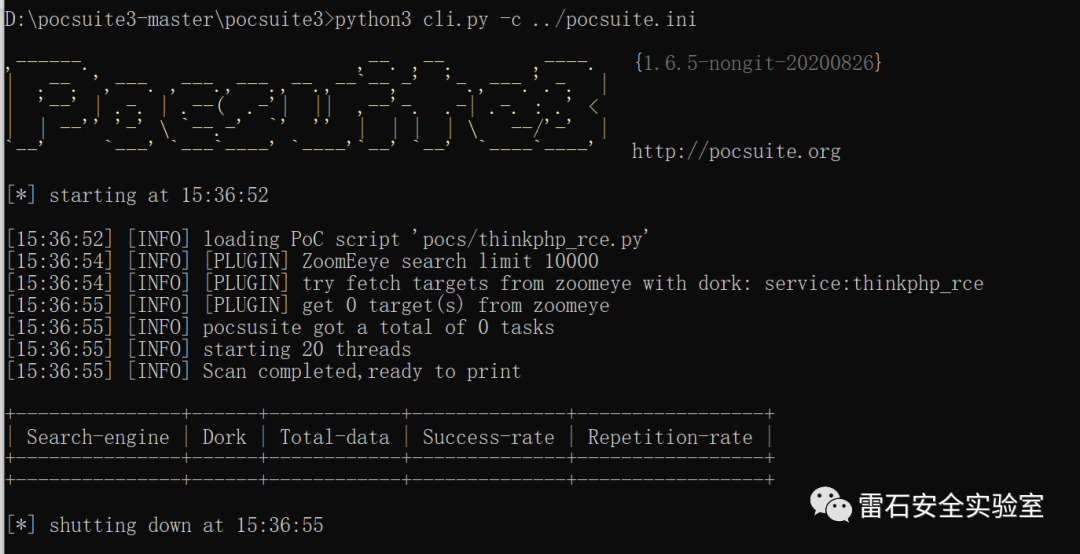 D:\pocsuite3-master\pocsuite3>python3 cli.py -c ../pocsuite.ini
{1.6.5-nongit-20200826}
Pocsuite3
http://pocsuite.org
[*] starting at 15:36:52
[15:36:52] [INFO] loading PoC script 'pocs/thinkphp_rce.py'
[15:36:54] [INFO] [PLUGIN] ZoomEeye search limit 10000
[15:36:54] [INFO] [PLUGIN] try fetch targets from zoomeye with dork: service:thinkphp_rce
[15:36:55] [INFO] [PLUGIN] get 0 target(s) from zoomeye
[15:36:55] [INFO] pocsusite got a total of 0 tasks
[15:36:55] [INFO] starting 20 threads
[15:36:55] [INFO] Scan completed,ready to print
| Search-engine | Dork | Total-data | Success-rate | Repetition-rate |
[*] shutting down at 15:36:55
雷石安全实验室